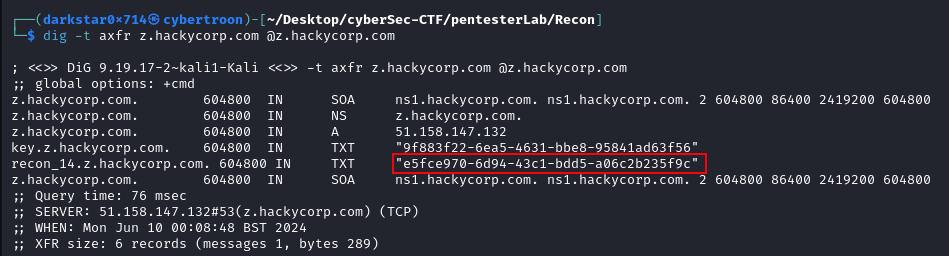 ┌──(darkstar0×714㉿cybertroon)-[~/Desktop/cyberSec-CTF/pentesterLab/Recon]
└─$ dig -t axfr z.hackycorp.com @z.hackycorp.com
; <<>> DiG 9.19.17-2~kali1-Kali <<>> -t axfr z.hackycorp.com @z.hackycorp.com
;; global options: +cmd
z.hackycorp.com. 604800 IN SOA ns1.hackycorp.com. ns1.hackycorp.com. 2 604800 86400 2419200 604800
z.hackycorp.com. 604800 IN NS z.hackycorp.com.
z.hackycorp.com. 604800 IN A 51.158.147.132
key.z.hackycorp.com. 604800 IN TXT "9f883f22-6ea5-4631-bbe8-95841ad63f56"
recon_14.z.hackycorp.com. 604800 IN TXT "e5fce970-6d94-43c1-bdd5-a06c2b235f9c"
z.hackycorp.com. 604800 IN SOA ns1.hackycorp.com. ns1.hackycorp.com. 2 604800 86400 2419200 604800
;; Query time: 76 msec
;; SERVER: 51.158.147.132#53(z.hackycorp.com) (TCP)
;; WHEN: Mon Jun 10 00:08:48 BST 2024
;; XFR size: 6 records (messages 1, bytes 289)